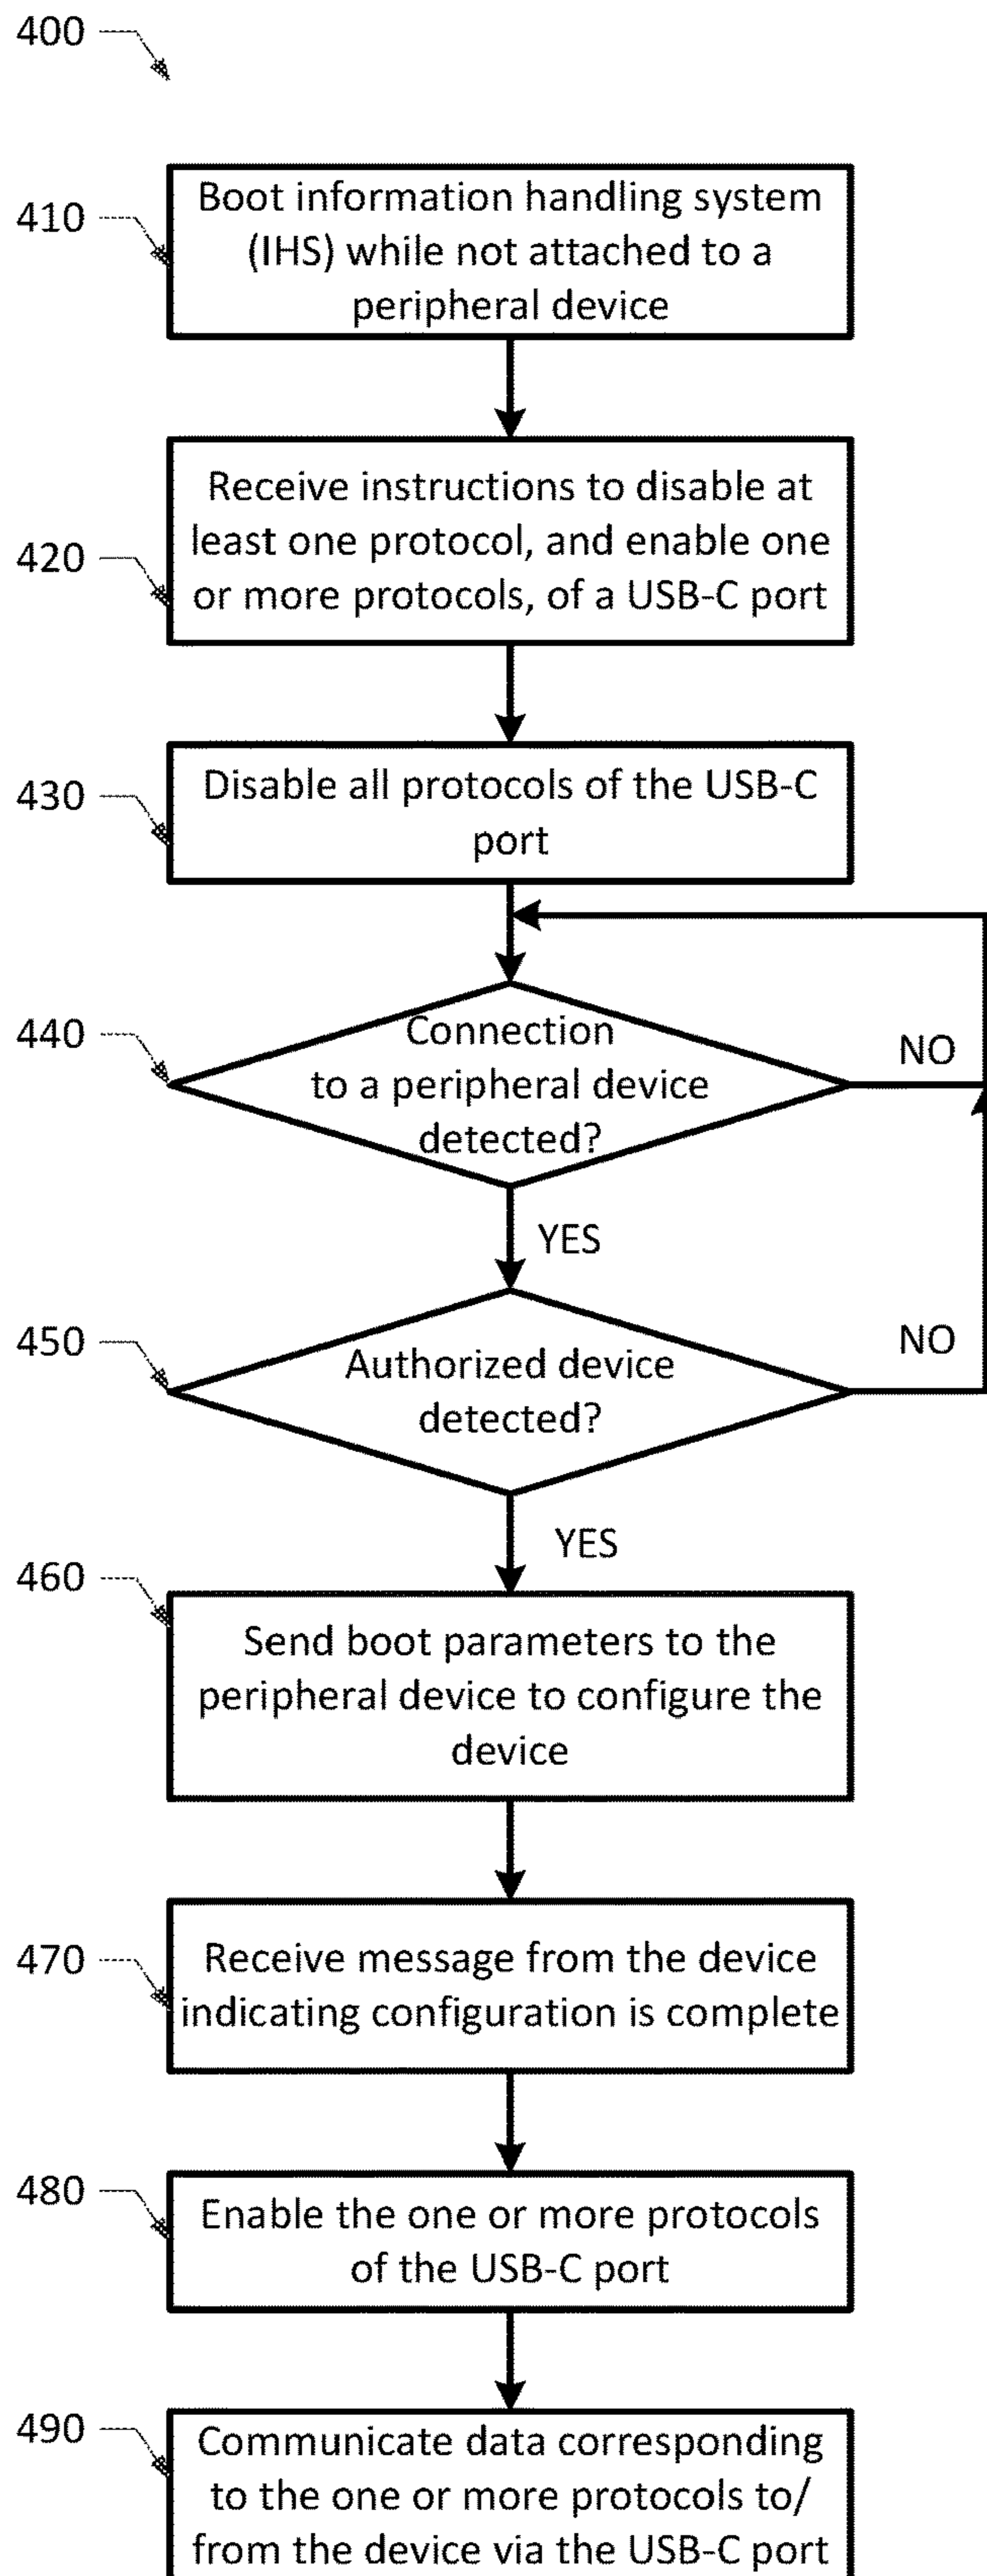 400
410
Boot information handling system
(IHS) while not attached to a
peripheral device
420
Receive instructions to disable at
least one protocol, and enable one
or more protocols, of a USB-C port
430
Disable all protocols of the USB-C
port
440
Connection
to a peripheral device
detected?
NO
YES
450
Authorized device
detected?
NO
YES
460
Send boot parameters to the
peripheral device to configure the
device
470
Receive message from the device
indicating configuration is complete
480
Enable the one or more protocols
of the USB-C port
490
Communicate data corresponding
to the one or more protocols to/
from the device via the USB-C port